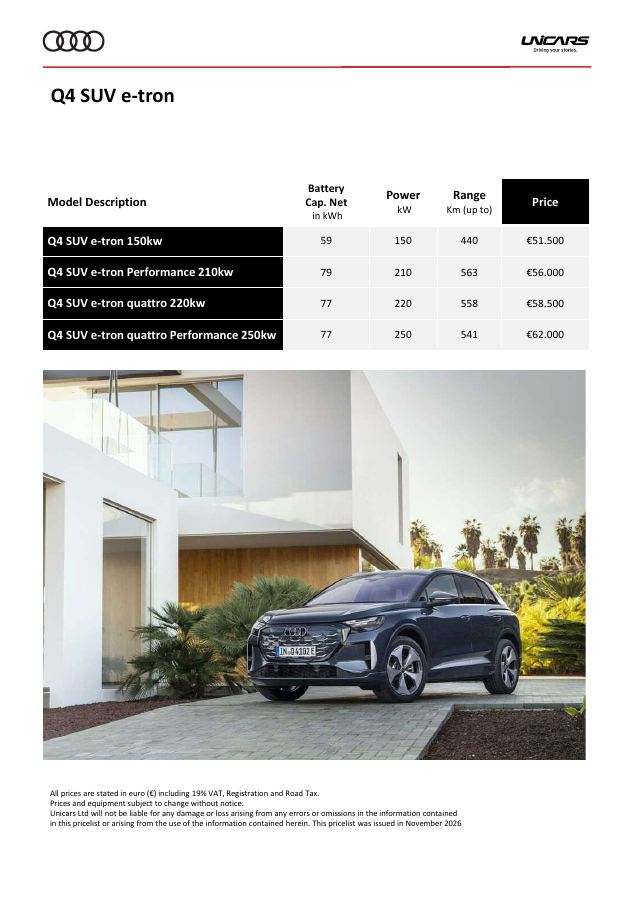 UNICARS
Driving your stories.
Q4 SUV e-tron
Model Description
Battery
Cap. Net
in kWh
Power
kW
Range
Km (up to)
Price
Q4 SUV e-tron 150kw 59 150 440 €51.500
Q4 SUV e-tron Performance 210kw 79 210 563 €56.000
Q4 SUV e-tron quattro 220kw 77 220 558 €58.500
Q4 SUV e-tron quattro Performance 250kw 77 250 541 €62.000
IN Q4102E
All prices are stated in euro (€) including 19% VAT, Registration and Road Tax.
Prices and equipment subject to change without notice.
Unicars Ltd will not be liable for any damage or loss arising from any errors or omissions in the information contained
in this pricelist or arising from the use of the information contained herein. This pricelist was issued in November 2026